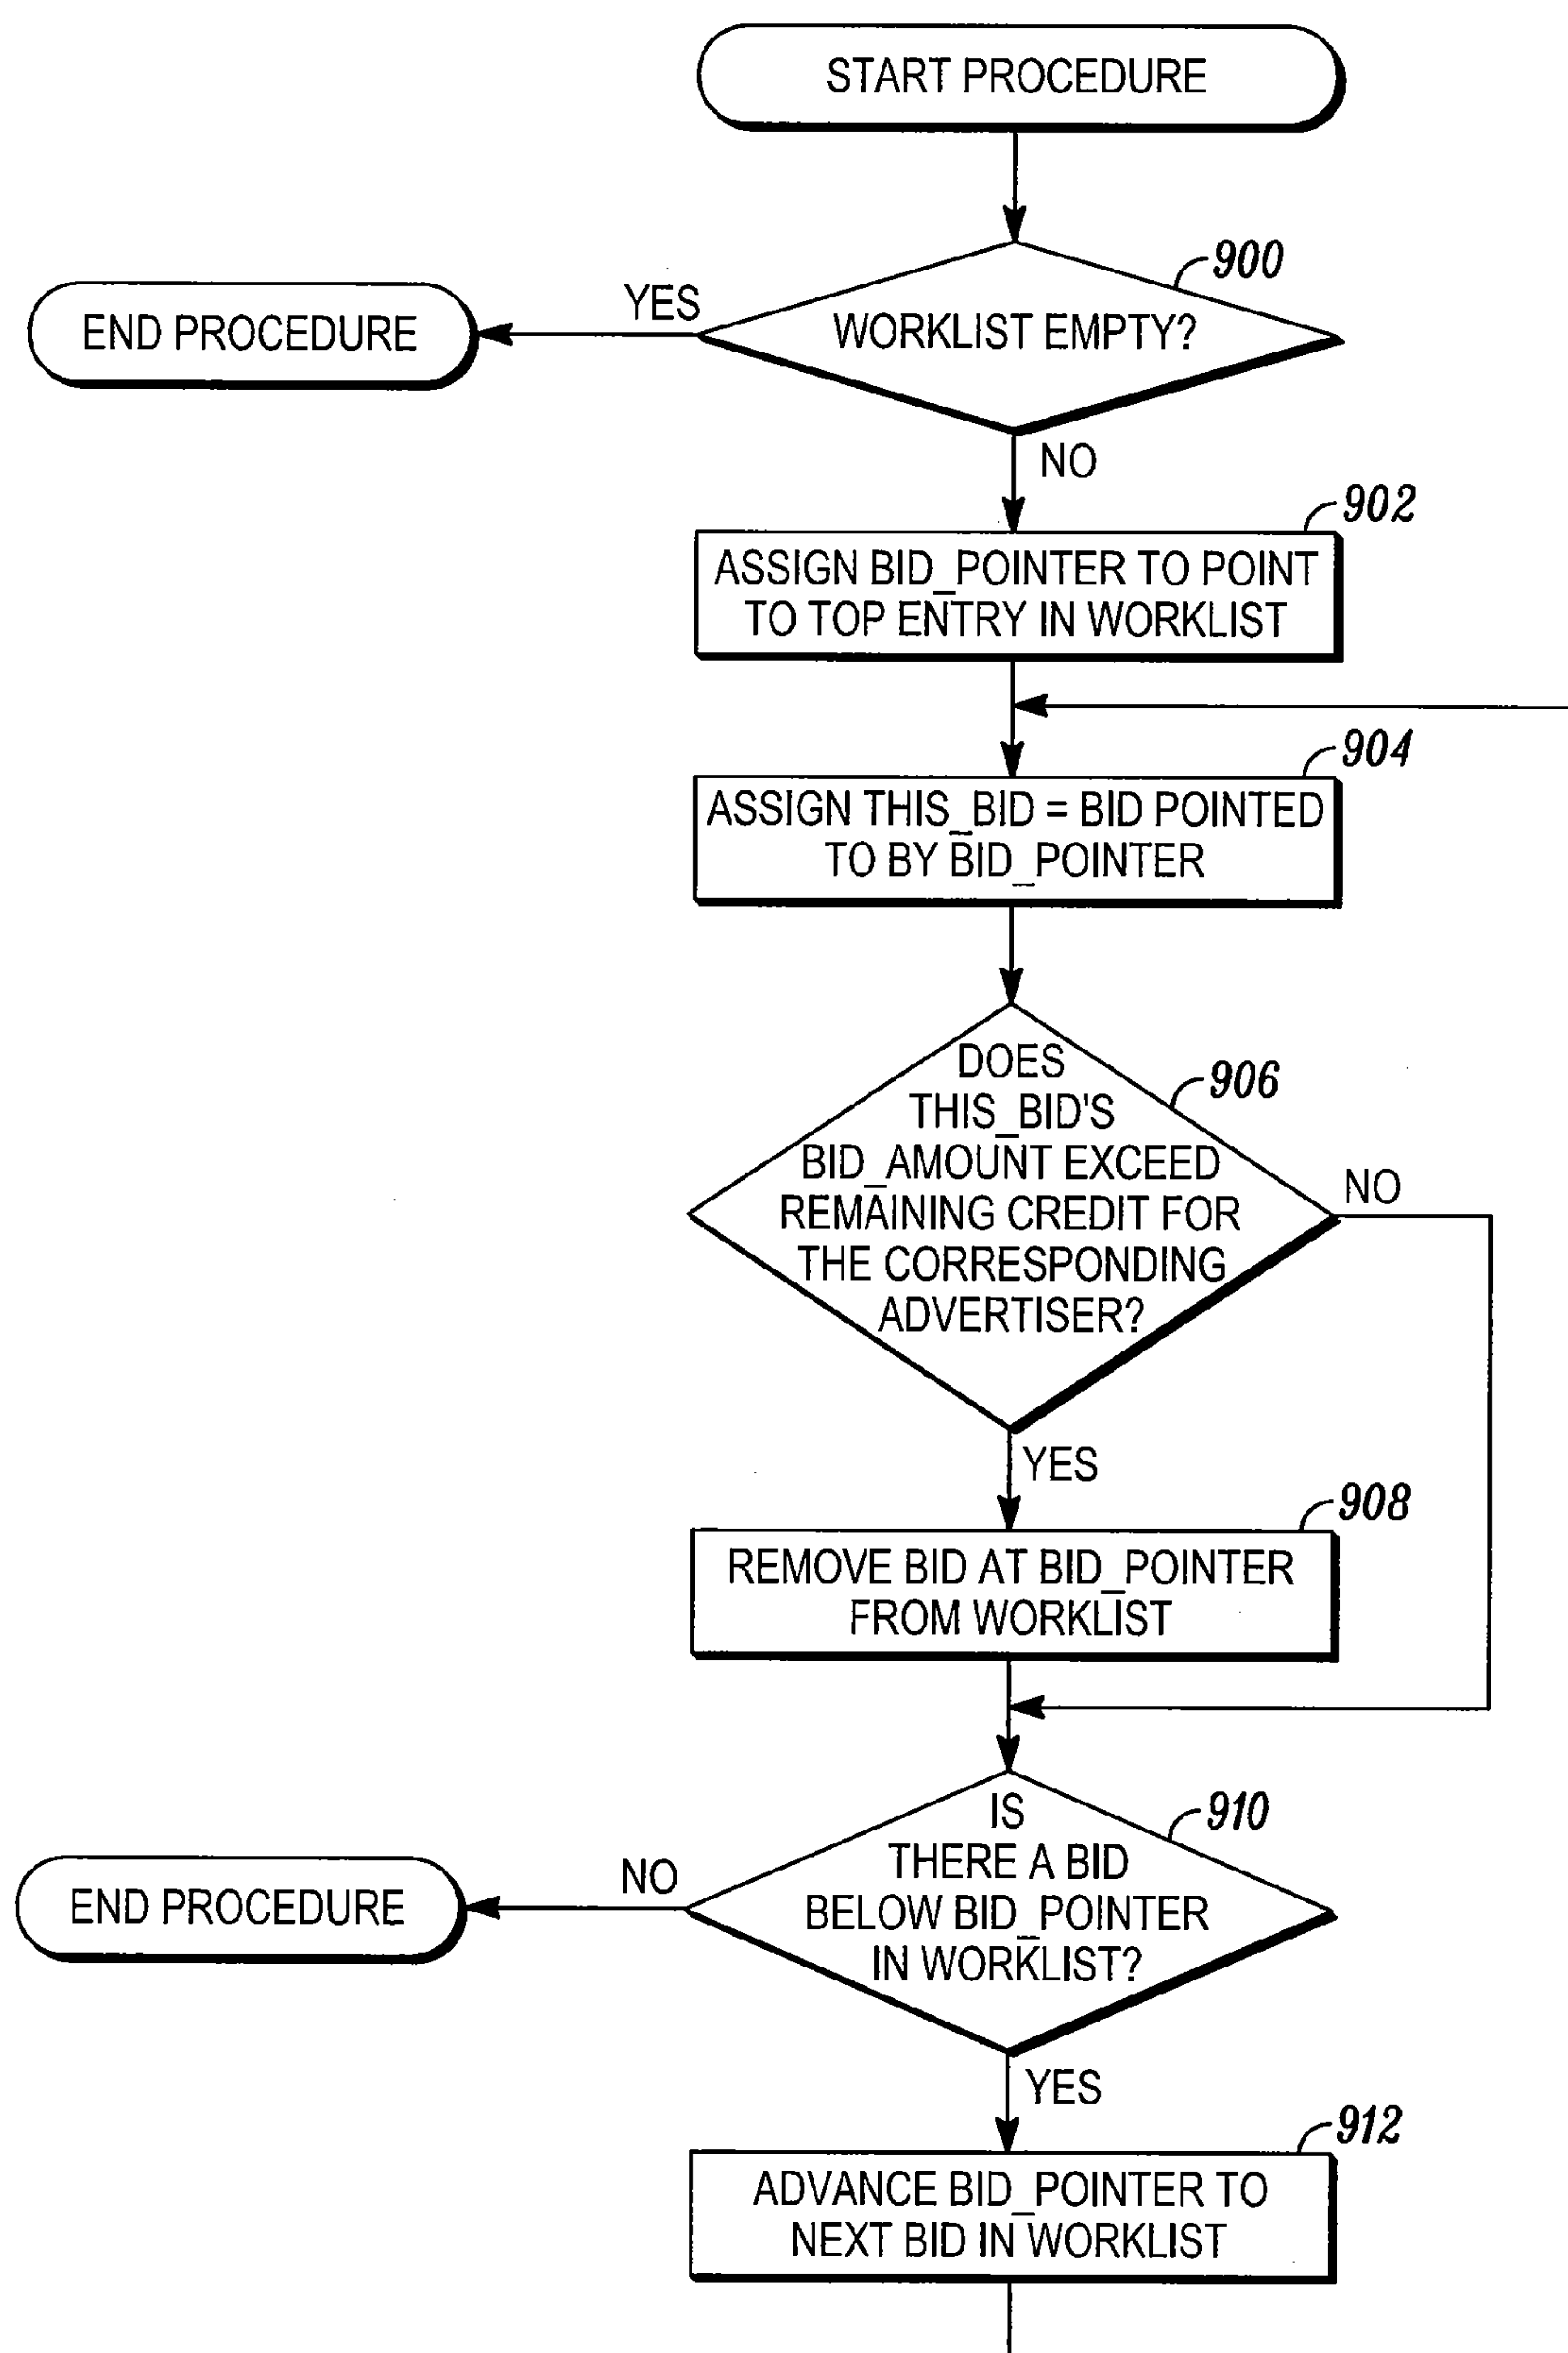 START PROCEDURE
900
WORKLIST EMPTY?
YES
END PROCEDURE
NO
902
ASSIGN BID_POINTER TO POINT
TO TOP ENTRY IN WORKLIST
904
ASSIGN THIS_BID = BID POINTED
TO BY BID_POINTER
906
DOES
THIS_BID'S
BID_AMOUNT EXCEED
REMAINING CREDIT FOR
THE CORRESPONDING
ADVERTISER?
NO
YES
908
REMOVE BID AT BID_POINTER
FROM WORKLIST
910
IS
THERE A BID
BELOW BID_POINTER
IN WORKLIST?
NO
END PROCEDURE
YES
912
ADVANCE BID_POINTER TO
NEXT BID IN WORKLIST